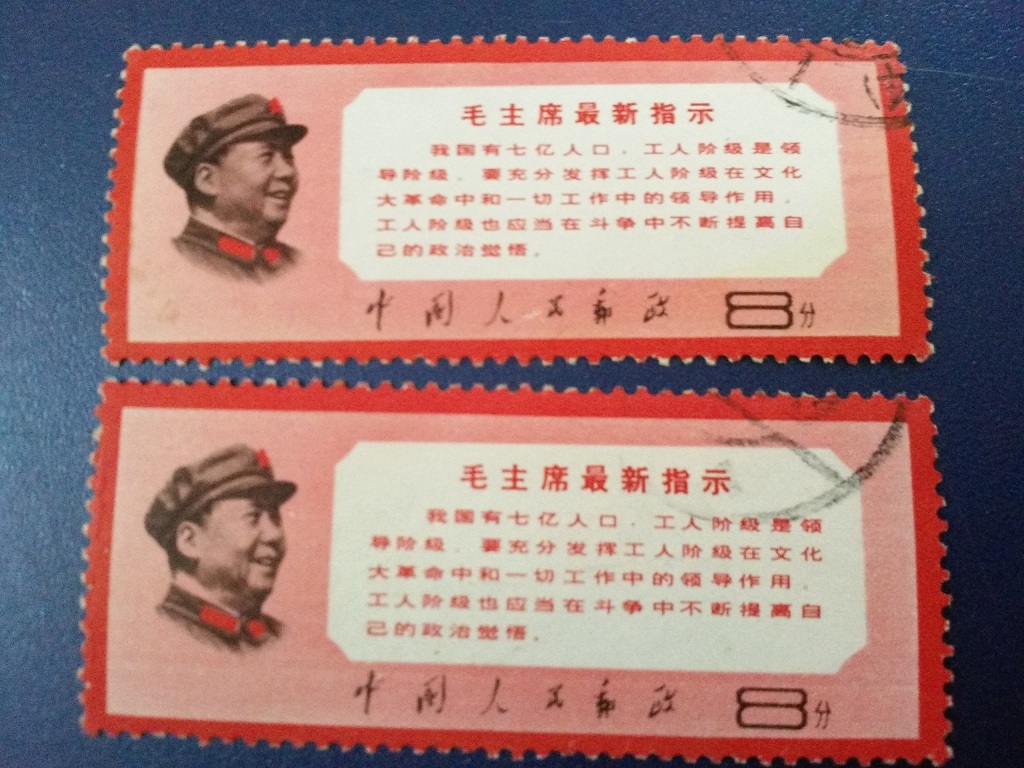 毛主席最新指示
我国有七亿人口，工人阶级是领
导阶级。要充分发挥工人阶级在文化
大革命中和一切工作中的领导作用。
工人阶级也应当在斗争中不断提高自
己的政治觉悟。
中国人民邮政 8分
毛主席最新指示
我国有七亿人口，工人阶级是领
导阶级。要充分发挥工人阶级在文化
大革命中和一切工作中的领导作用。
工人阶级也应当在斗争中不断提高自
己的政治觉悟。
中国人民邮政 8分